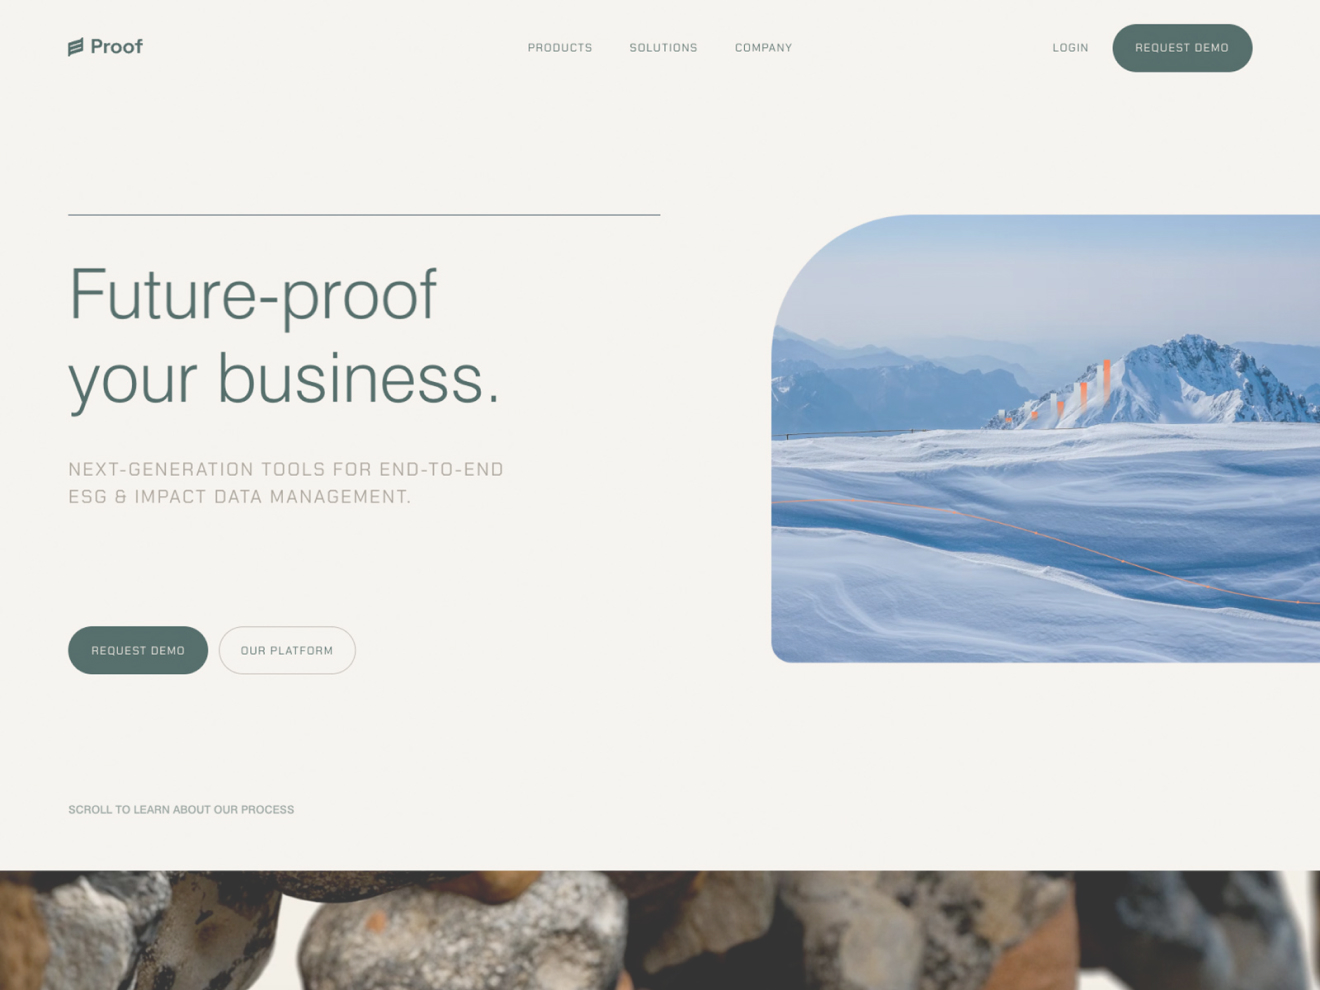 Proof
PRODUCTS
SOLUTIONS
COMPANY
LOGIN
REQUEST DEMO
Future-proof
your business.
NEXT-GENERATION TOOLS FOR END-TO-END
ESG & IMPACT DATA MANAGEMENT.
REQUEST DEMO
OUR PLATFORM
SCROLL TO LEARN ABOUT OUR PROCESS